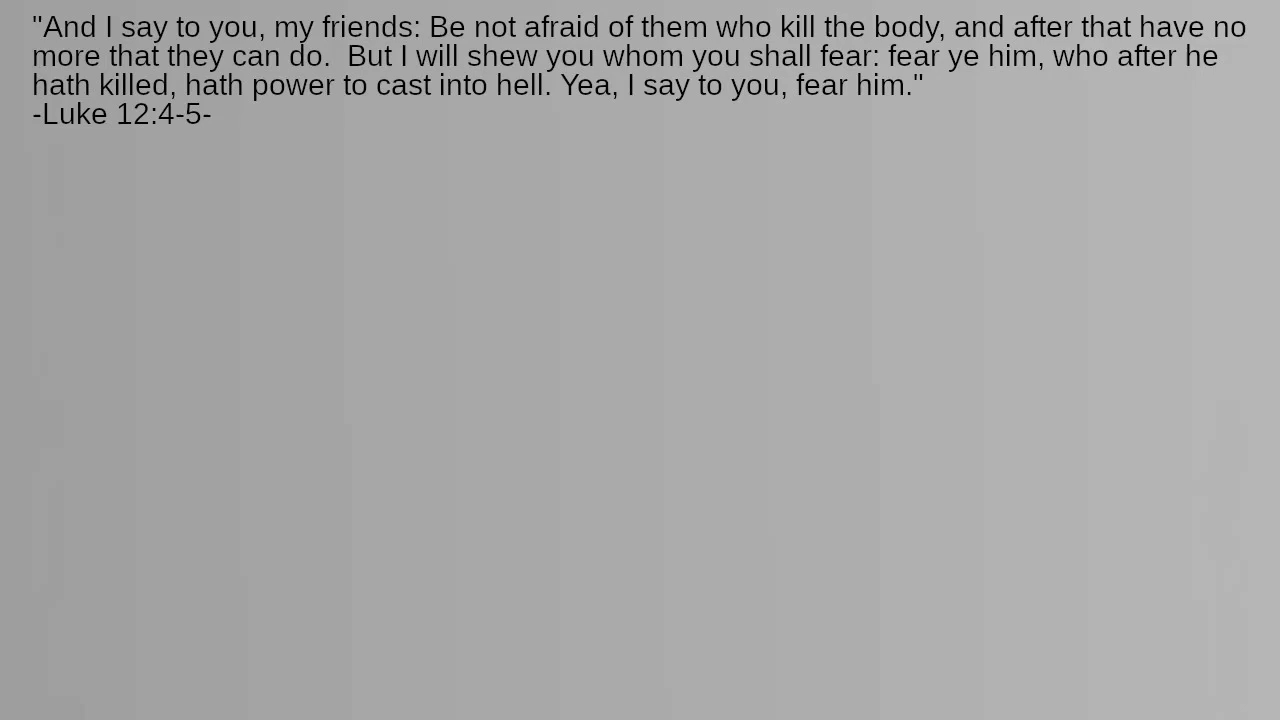 "And I say to you, my friends: Be not afraid of them who kill the body, and after that have no
more that they can do.  But I will shew you whom you shall fear: fear ye him, who after he
hath killed, hath power to cast into hell. Yea, I say to you, fear him."
-Luke 12:4-5-